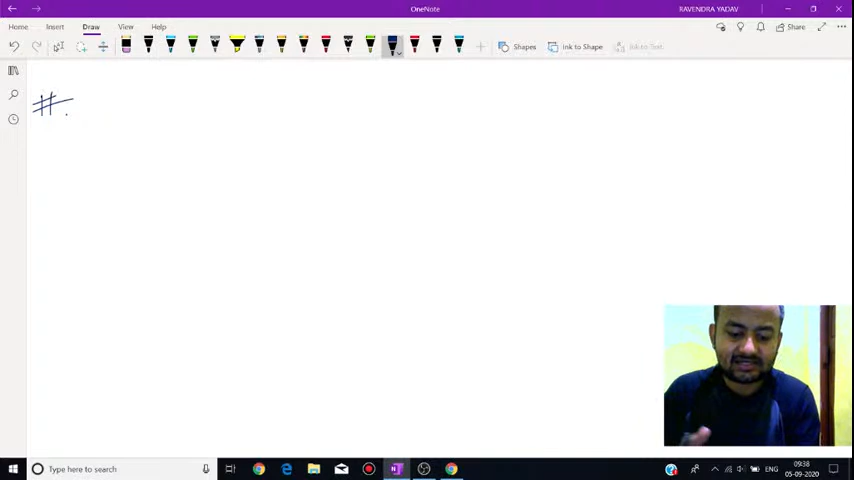 OneNote
RAVENDRA YADAV
Home Insert Draw View Help
Share
Shapes
Ink to Shape
Ink to Text
#.
Type here to search
ENG
09:38
05-09-2020